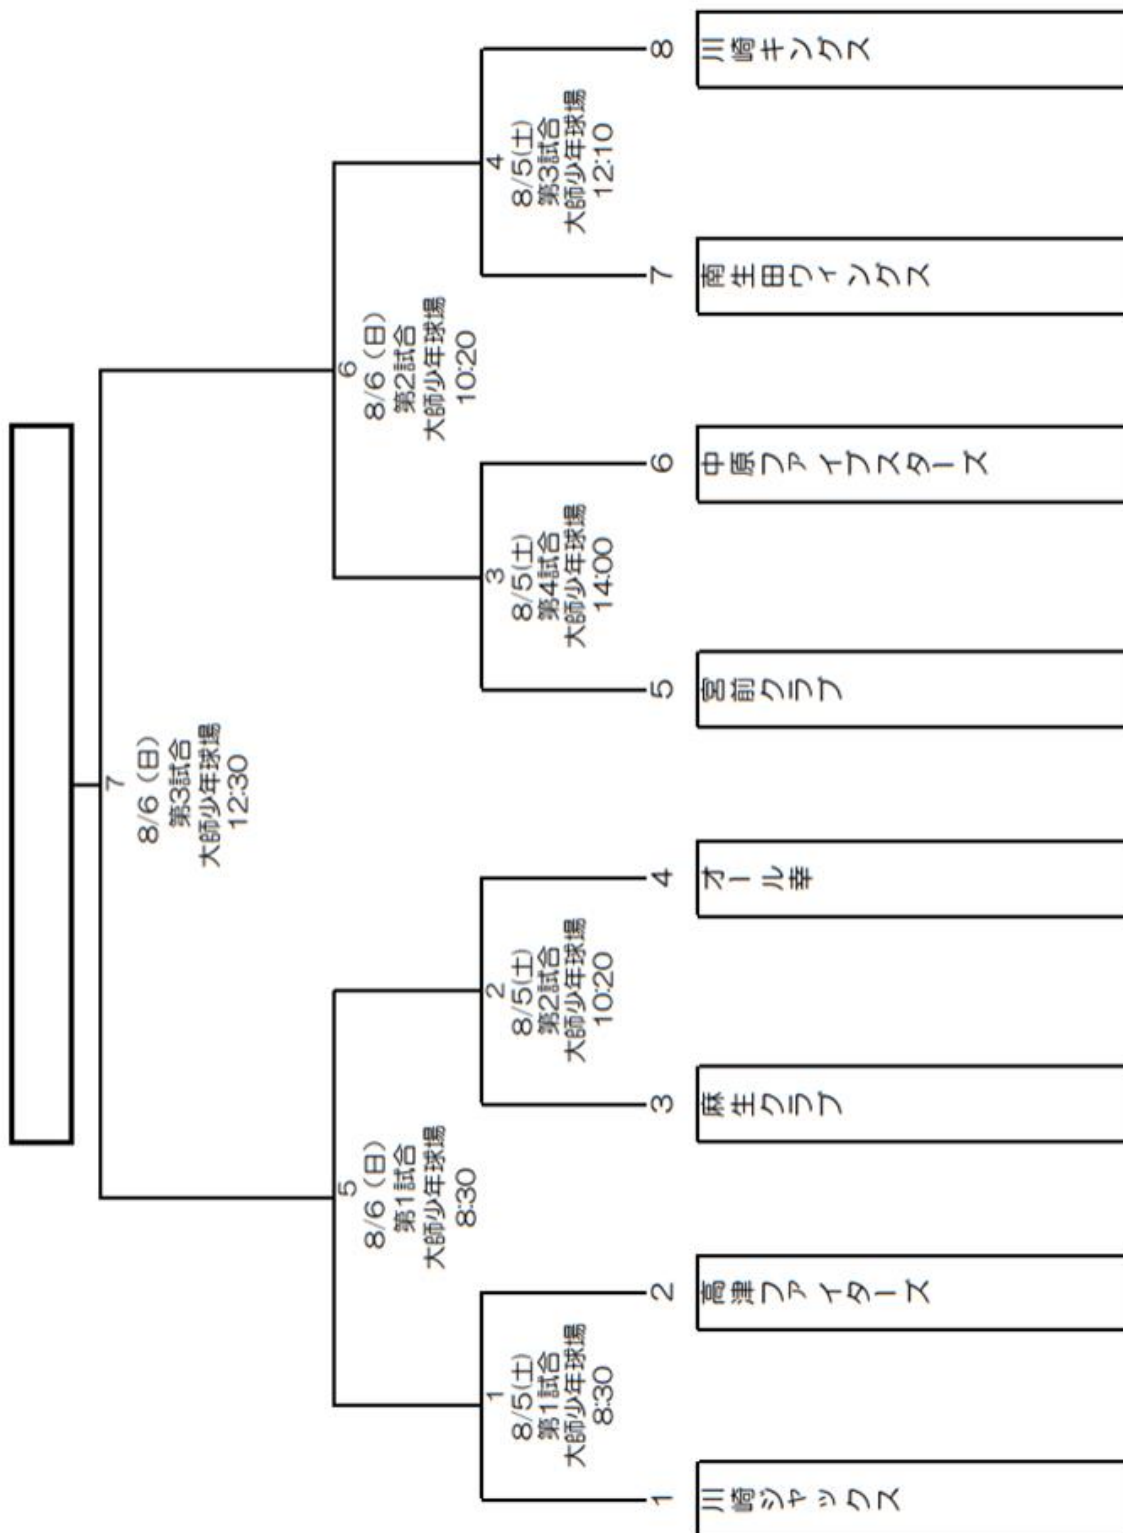 7
8/6（日）
第3試合
大師少年球場
12:30
5
8/6（日）
第1試合
大師少年球場
8:30
6
8/6（日）
第2試合
大師少年球場
10:20
1
8/5(土)
第1試合
大師少年球場
8:30
2
8/5(土)
第2試合
大師少年球場
10:20
3
8/5(土)
第4試合
大師少年球場
14:00
4
8/5(土)
第3試合
大師少年球場
12:10
1
川崎ジャックス
2
高津ファイターズ
3
麻生クラブ
4
オール幸
5
宮前クラブ
6
中原ファイブスターズ
7
南生田ウィングス
8
川崎キングス